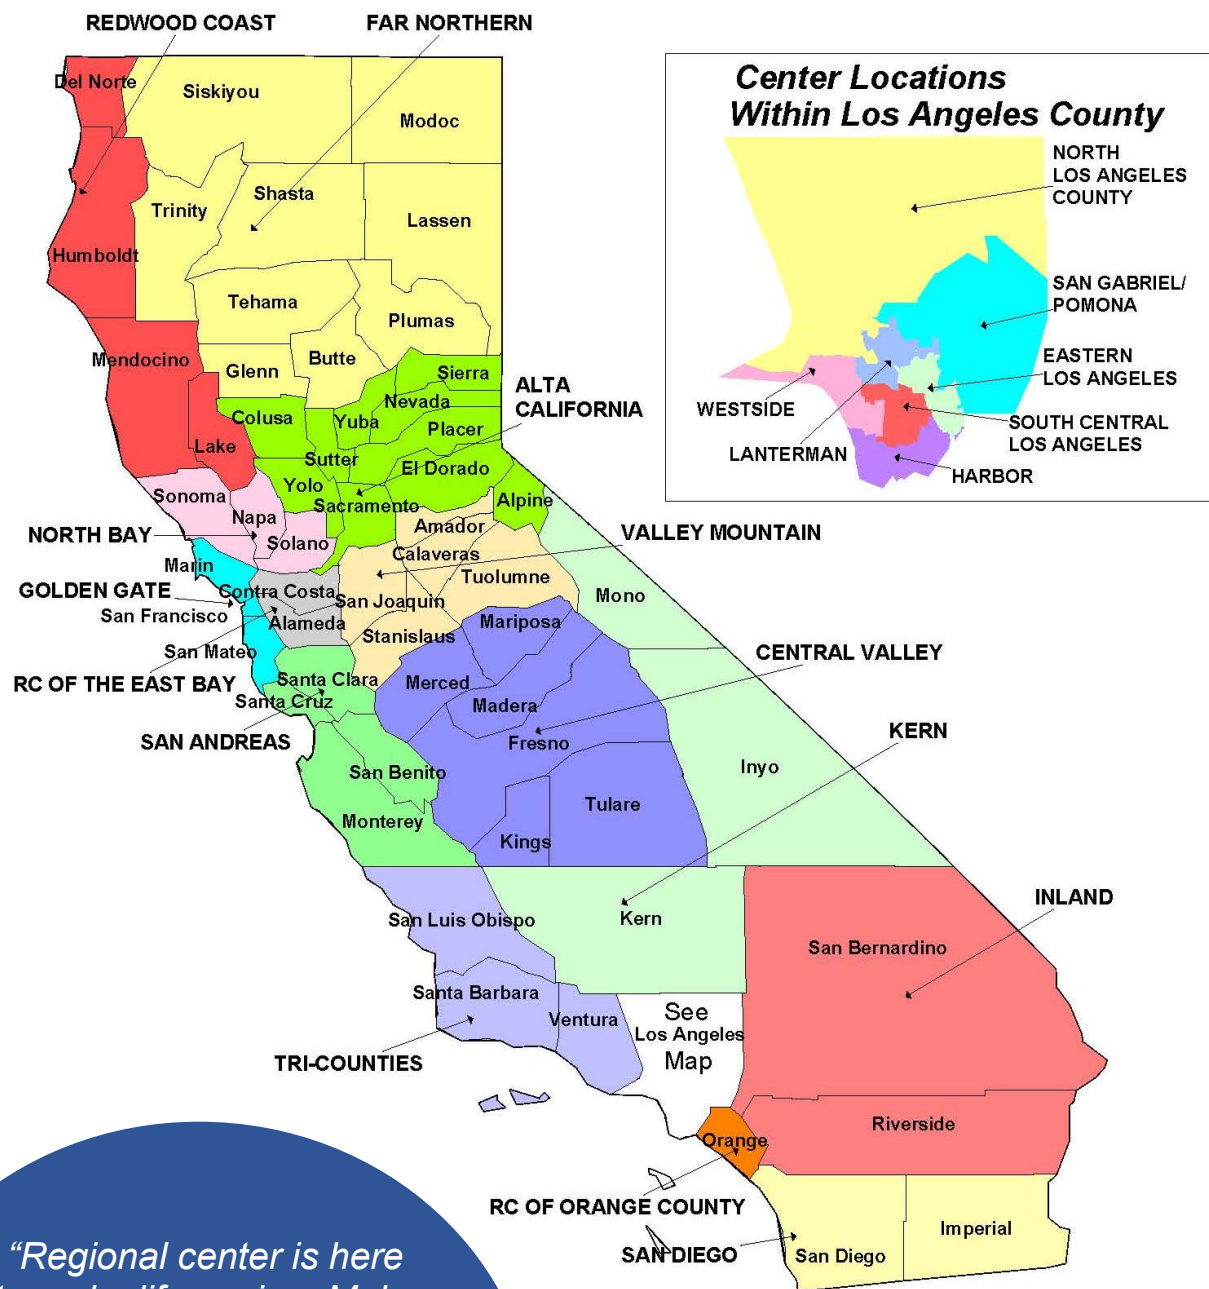 REDWOOD COAST
FAR NORTHERN
Del Norte
Siskiyou
Modoc
Trinity
Shasta
Lassen
Humboldt
Tehama
Plumas
Mendocino
Glenn
Butte
Sierra
Nevada
Colusa
Yuba
Placer
Lake
Sutter
El Dorado
ALTA
CALIFORNIA
Sonoma
Yolo
Sacramento
Alpine
Napa
Solano
NORTH BAY
Amador
Calaveras
VALLEY MOUNTAIN
Marin
Tuolumne
GOLDEN GATE
Contra Costa
San Joaquin
Mono
San Francisco
Alameda
Stanislaus
Mariposa
San Mateo
CENTRAL VALLEY
RC OF THE EAST BAY
Santa Clara
Merced
Santa Cruz
Madera
SAN ANDREAS
Fresno
KERN
San Benito
Inyo
Monterey
Tulare
Kings
INLAND
San Luis Obispo
Kern
San Bernardino
Santa Barbara
Ventura
See
Los Angeles
Map
TRI-COUNTIES
Orange
Riverside
RC OF ORANGE COUNTY
SAN DIEGO
San Diego
Imperial
Center Locations
Within Los Angeles County
NORTH
LOS ANGELES
COUNTY
SAN GABRIEL/
POMONA
EASTERN
LOS ANGELES
WESTSIDE
SOUTH CENTRAL
LOS ANGELES
LANTERMAN
HARBOR
“Regional center is here